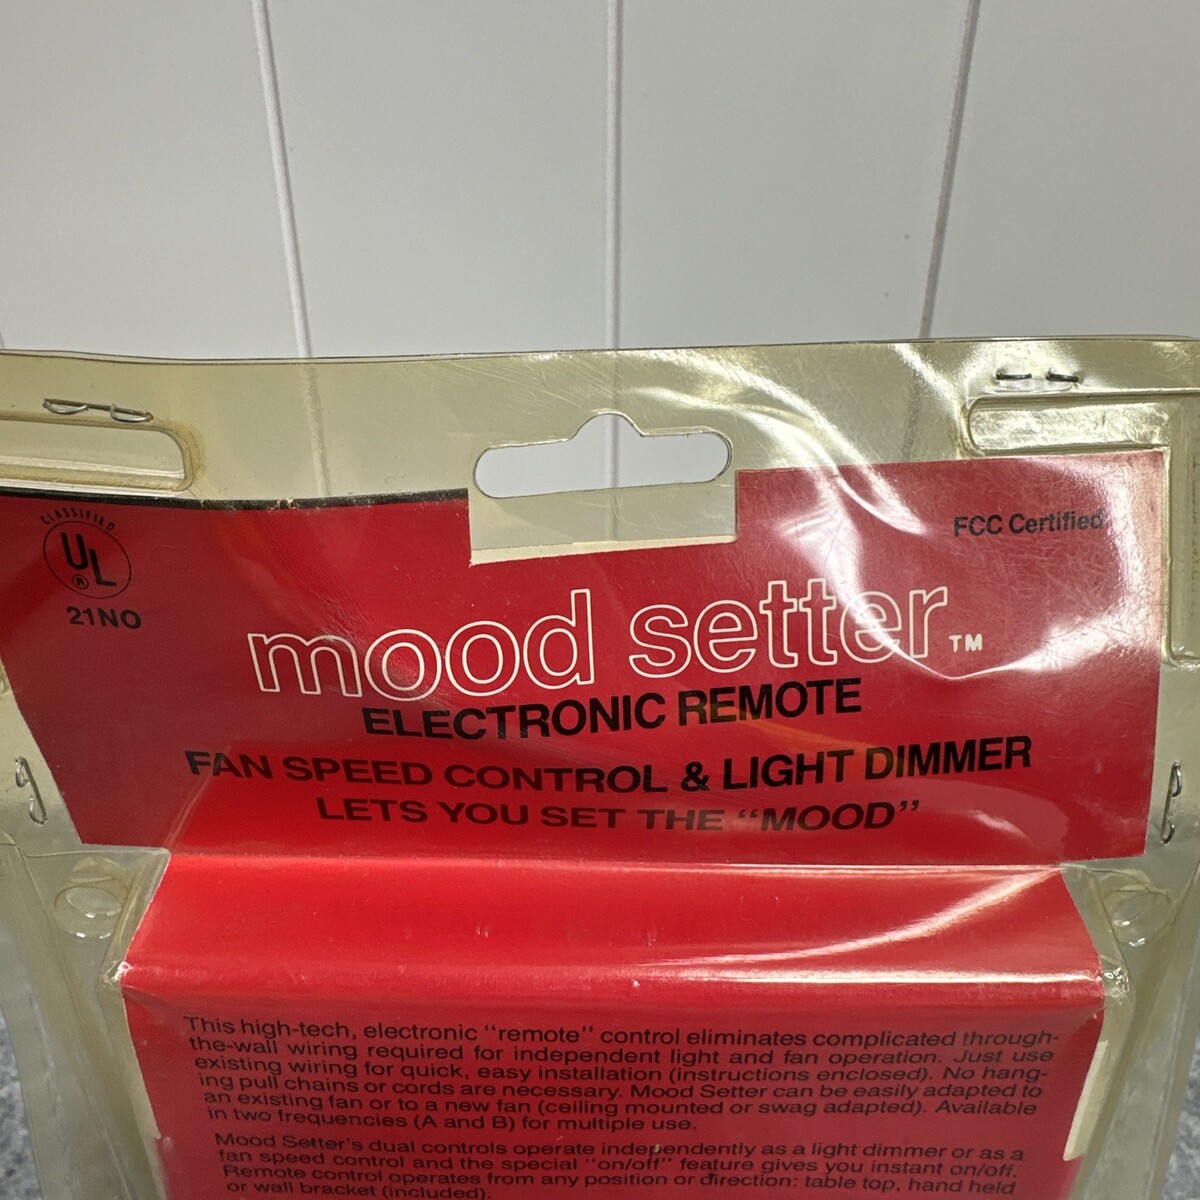 CLASSIFIED
UL®
21NO
FCC Certified
mood setter™
ELECTRONIC REMOTE
FAN SPEED CONTROL & LIGHT DIMMER
LETS YOU SET THE “MOOD”
This high-tech, electronic “remote” control eliminates complicated through-
the-wall wiring required for independent light and fan operation. Just use
existing wiring for quick, easy installation (instructions enclosed). No hang-
ing pull chains or cords are necessary. Mood Setter can be easily adapted to
an existing fan or to a new fan (ceiling mounted or swag adapted). Available
in two frequencies (A and B) for multiple use.
Mood Setter's dual controls operate independently as a light dimmer or as a
fan speed control and the special “on/off” feature gives you instant on/off.
Remote control operates from any position or direction: table top, hand held
or wall bracket (included).